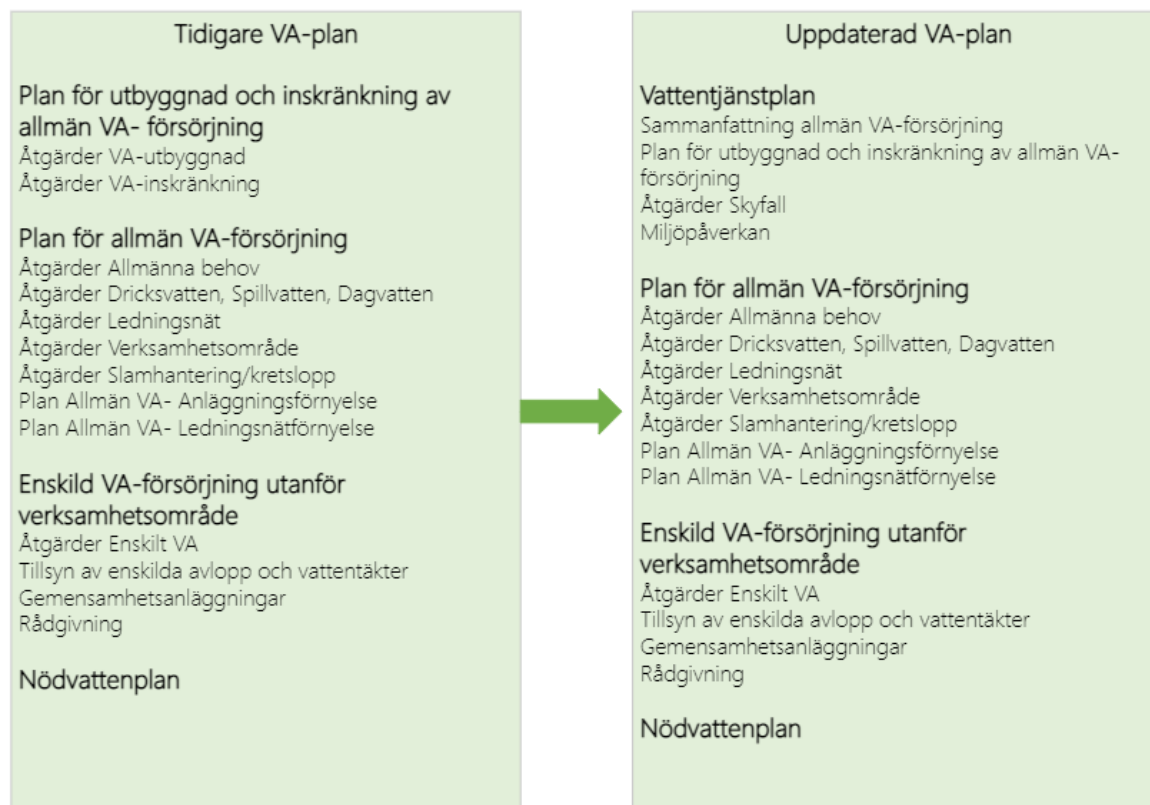 Tidigare VA-plan
Plan för utbyggnad och inskränkning av
allmän VA- försörjning
Åtgärder VA-utbyggnad
Åtgärder VA-inskränkning
Plan för allmän VA-försörjning
Åtgärder Allmänna behov
Åtgärder Dricksvatten, Spillvatten, Dagvatten
Åtgärder Ledningsnät
Åtgärder Verksamhetsområde
Åtgärder Slamhantering/kretslopp
Plan Allmän VA- Anläggningsförnyelse
Plan Allmän VA- Ledningsnätförnyelse
Enskild VA-försörjning utanför
verksamhetsområde
Åtgärder Enskilt VA
Tillsyn av enskilda avlopp och vattentäkter
Gemensamhetsanläggningar
Rådgivning
Nödvattenplan
Uppdaterad VA-plan
Vattentjänstplan
Sammanfattning allmän VA-försörjning
Plan för utbyggnad och inskränkning av allmän VA-
försörjning
Åtgärder Skyfall
Miljöpåverkan
Plan för allmän VA-försörjning
Åtgärder Allmänna behov
Åtgärder Dricksvatten, Spillvatten, Dagvatten
Åtgärder Ledningsnät
Åtgärder Verksamhetsområde
Åtgärder Slamhantering/kretslopp
Plan Allmän VA- Anläggningsförnyelse
Plan Allmän VA- Ledningsnätförnyelse
Enskild VA-försörjning utanför
verksamhetsområde
Åtgärder Enskilt VA
Tillsyn av enskilda avlopp och vattentäkter
Gemensamhetsanläggningar
Rådgivning
Nödvattenplan